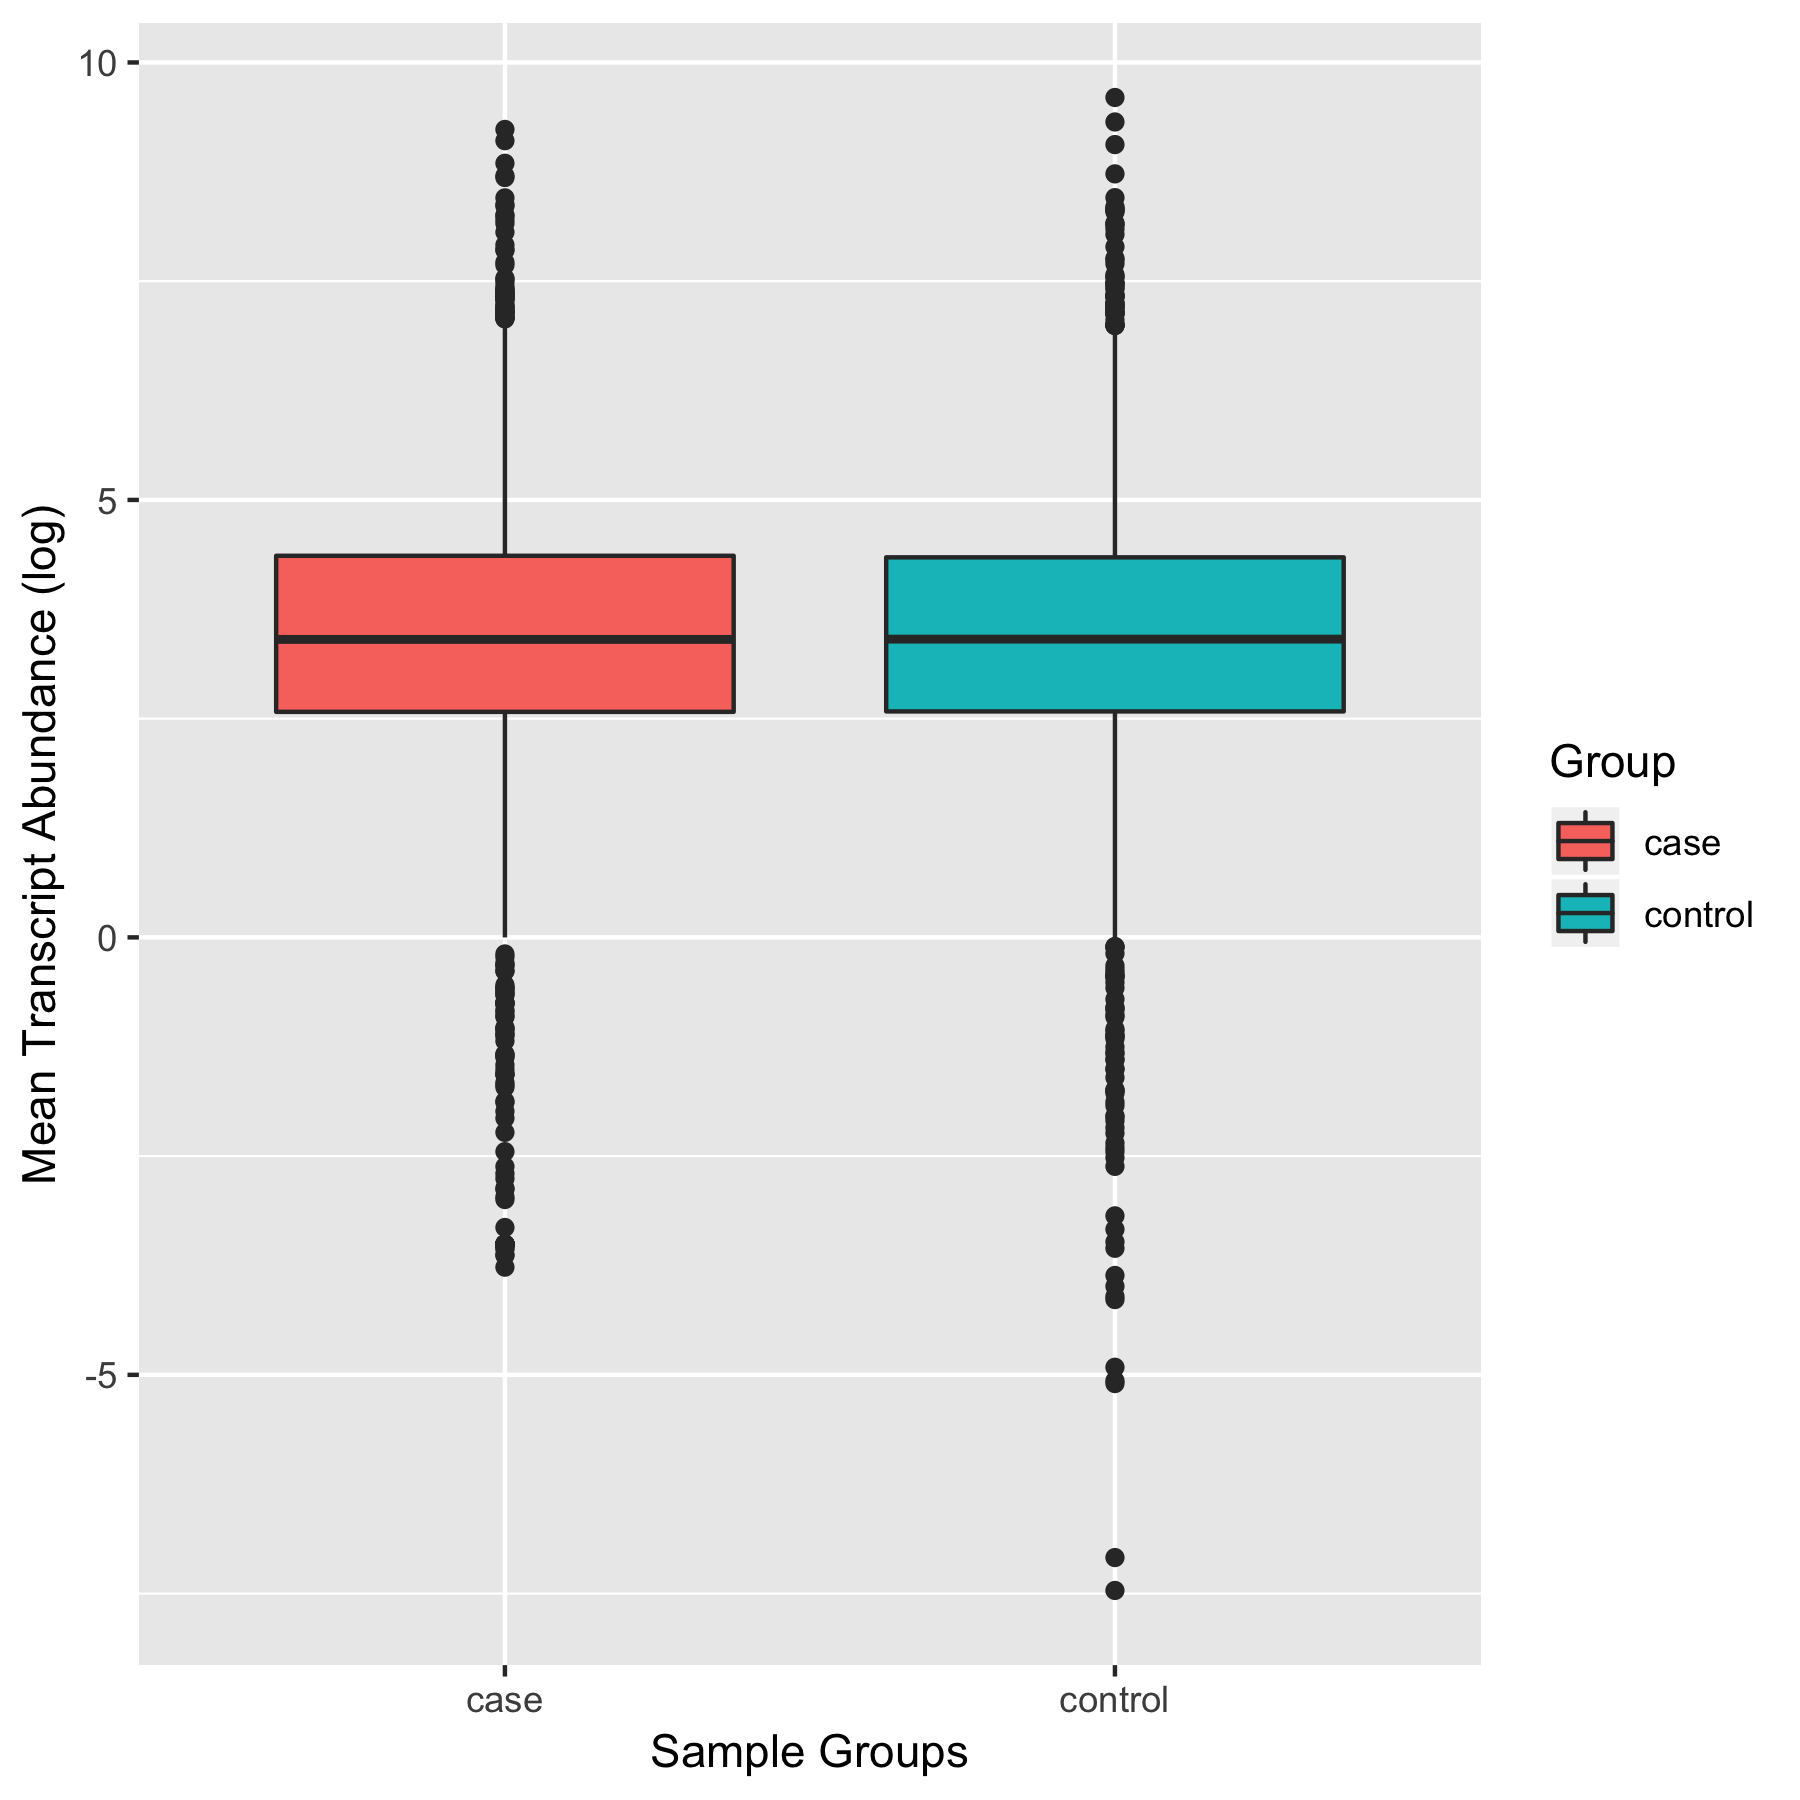 Mean Transcript Abundance (log)
10
5
0
-5
case
control
Sample Groups
Group
case
control